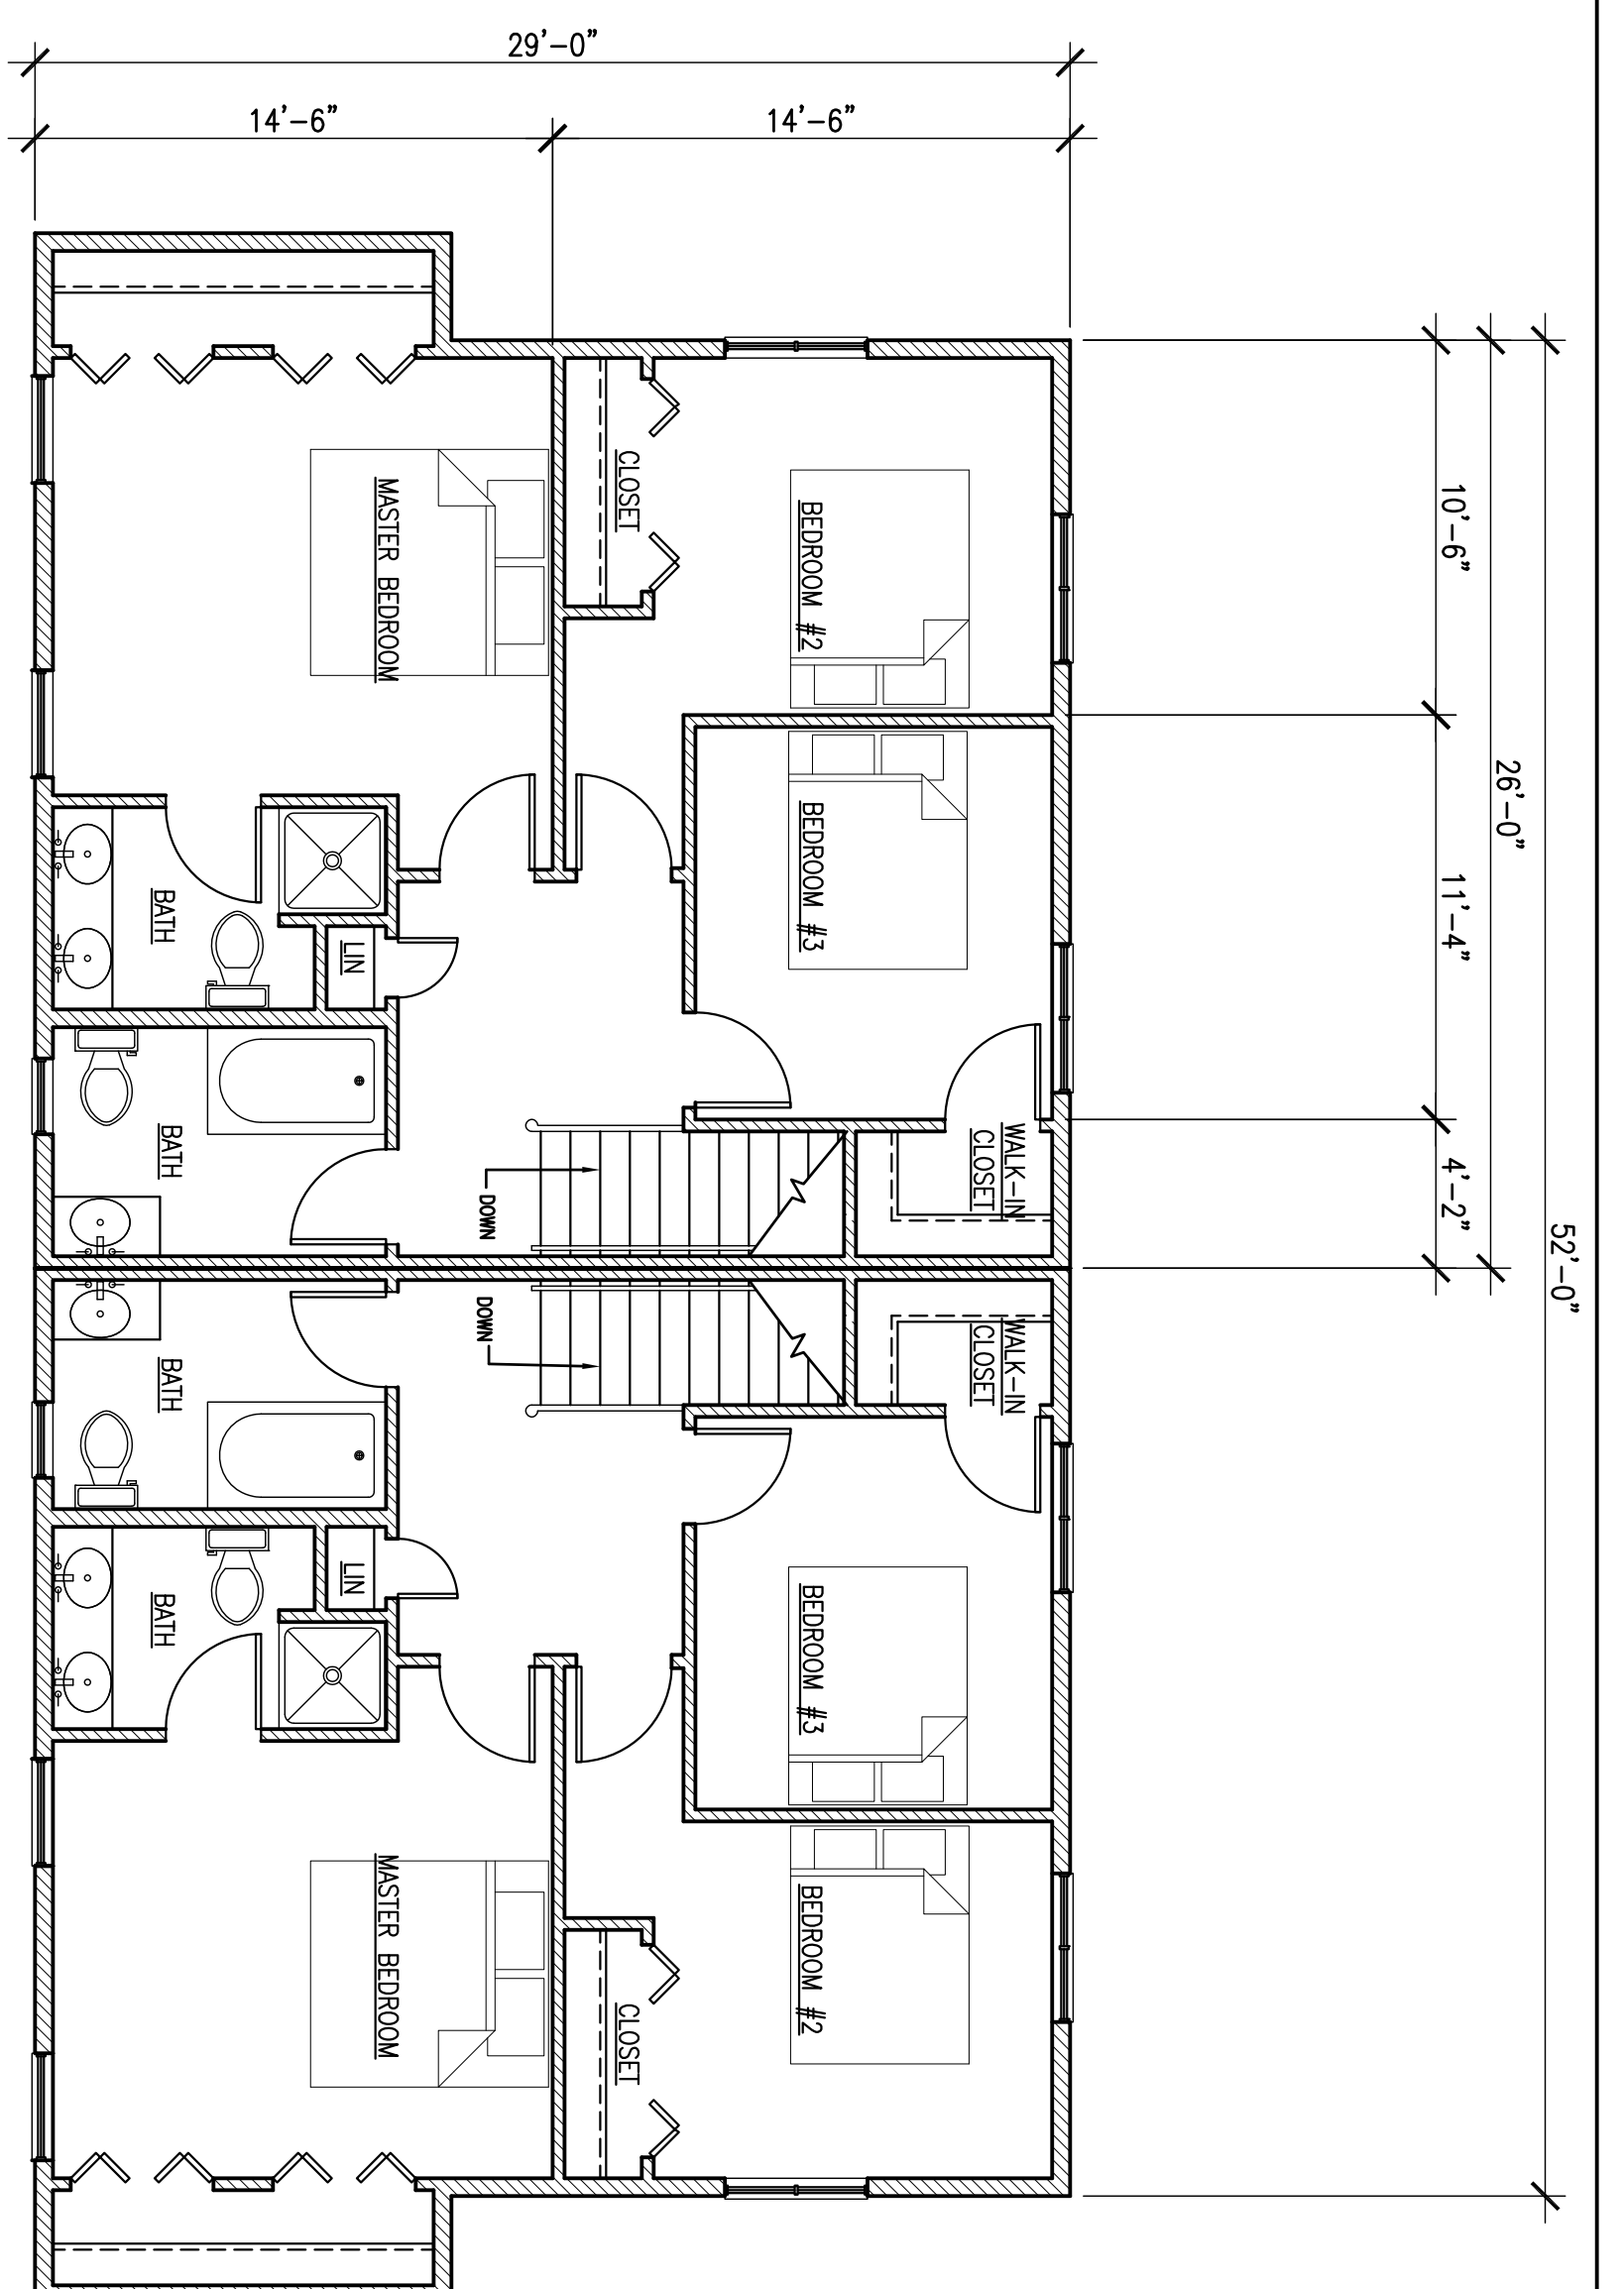 29'-0"
14'-6"
14'-6"
52'-0"
26'-0"
10'-6"
11'-4"
4'-2"
BEDROOM #2
CLOSET
MASTER BEDROOM
BEDROOM #3
BATH
LIN
WALK-IN
CLOSET
DOWN
BATH
WALK-IN
CLOSET
DOWN
BATH
BEDROOM #3
LIN
BATH
BEDROOM #2
CLOSET
MASTER BEDROOM